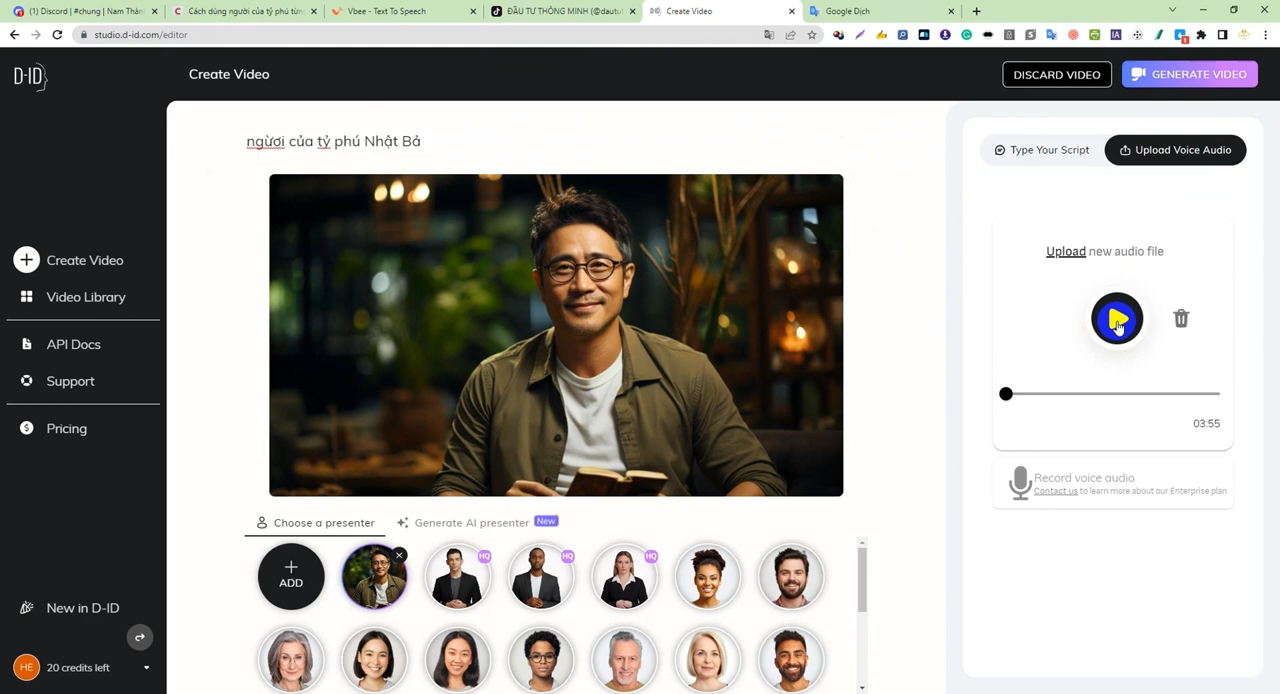 (1) Discord | #chung | Nam Thàn
Cách dùng người của tỷ phú từng
Vbee - Text To Speech
ĐẦU TƯ THÔNG MINH (@dautu
Create Video
Google Dịch
studio.d-id.com/editor
D-ID
Create Video
DISCARD VIDEO
GENERATE VIDEO
ngừơi của tỷ phú Nhật Bả
Type Your Script
Upload Voice Audio
Upload new audio file
03:55
Record voice audio
Contact us to learn more about our Enterprise plan
Create Video
Video Library
API Docs
Support
Pricing
Choose a presenter
Generate AI presenter
New
ADD
HQ
HQ
HQ
New in D-ID
HE
20 credits left